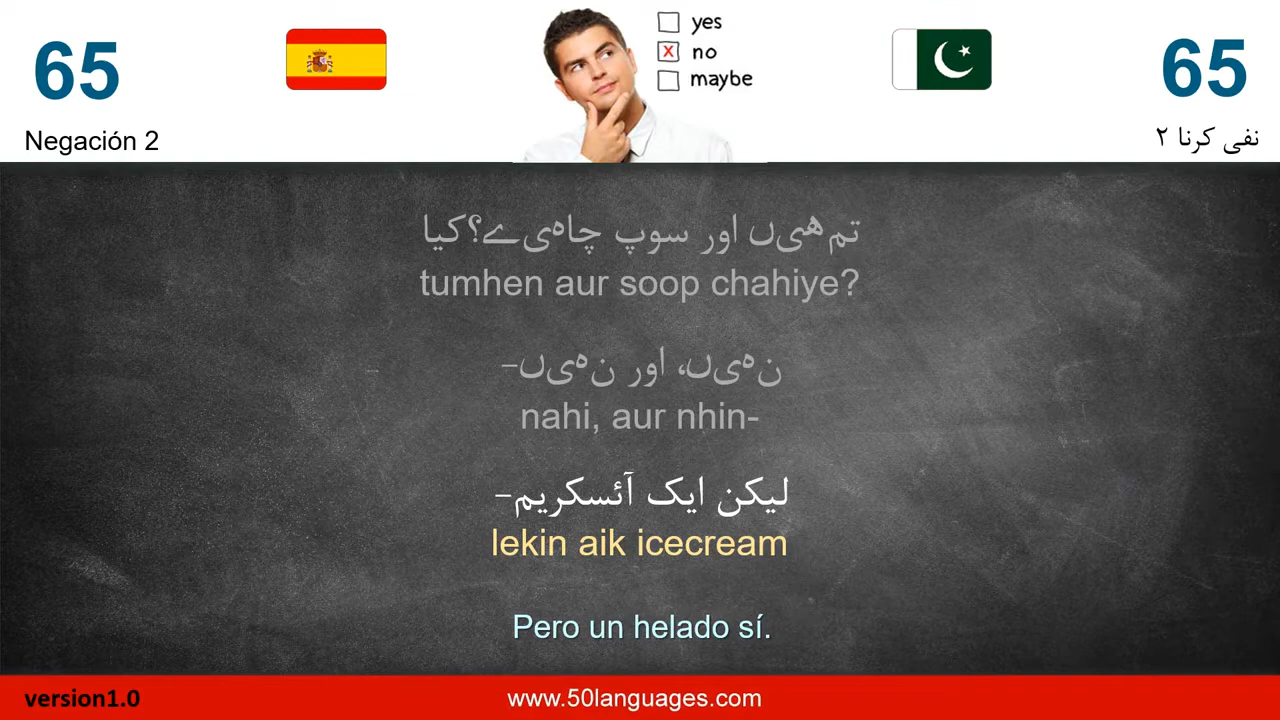 65
yes
no
maybe
65
Negación 2
نفی کرنا ۲
تمہیں اور سوپ چاہیے؟کیا
tumhen aur soop chahiye?
نہیں، اور نہیں–
nahi, aur nhin-
لیکن ایک آئسکریم–
lekin aik icecream
Pero un helado sí.
version1.0
www.50languages.com